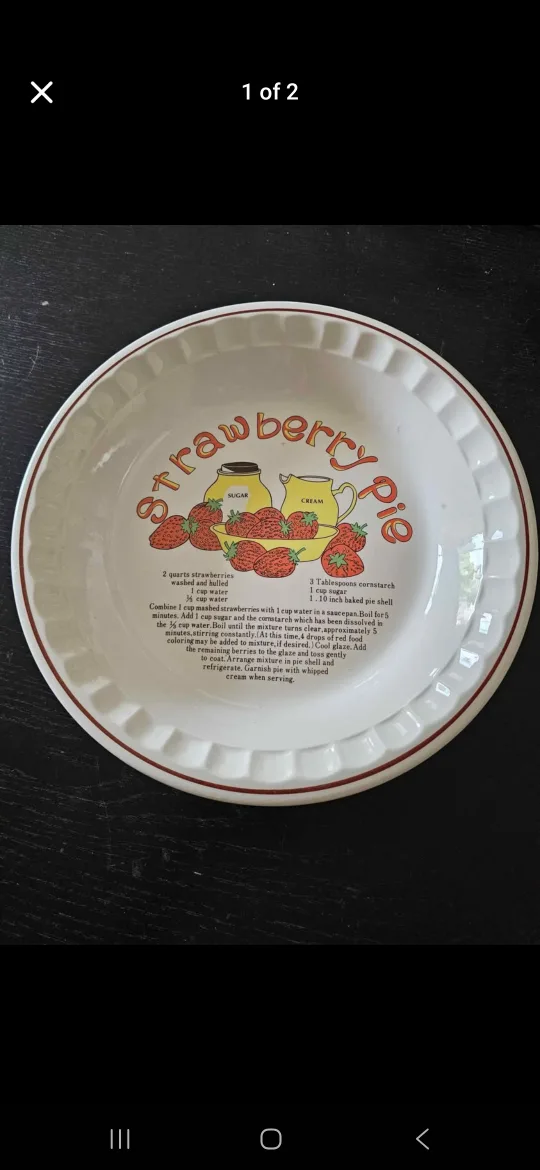 1 of 2
Strawberry Pie
SUGAR
CREAM
2 quarts strawberries
washed and hulled
1 cup water
cup water
3 Tablespoons cornstarch
1 cup sugar
1 . 10 inch baked pie shell
Combine 1 cup mashed strawberries with 1 cup water in a saucepan.Boil for 5
minutes. Add 1 cup sugar and the cornstarch which has been dissolved in
the cup water.Boil until the mixture turns clear,approximately 5
minutes,stirring constantly.(At this time,4 drops of red food
coloring may be added to mixture,if desired.) Cool glaze. Add
the remaining berries to the glaze and toss gently
to coat. Arrange mixture in pie shell and
refrigerate. Garnish pie with whipped
cream when serving.